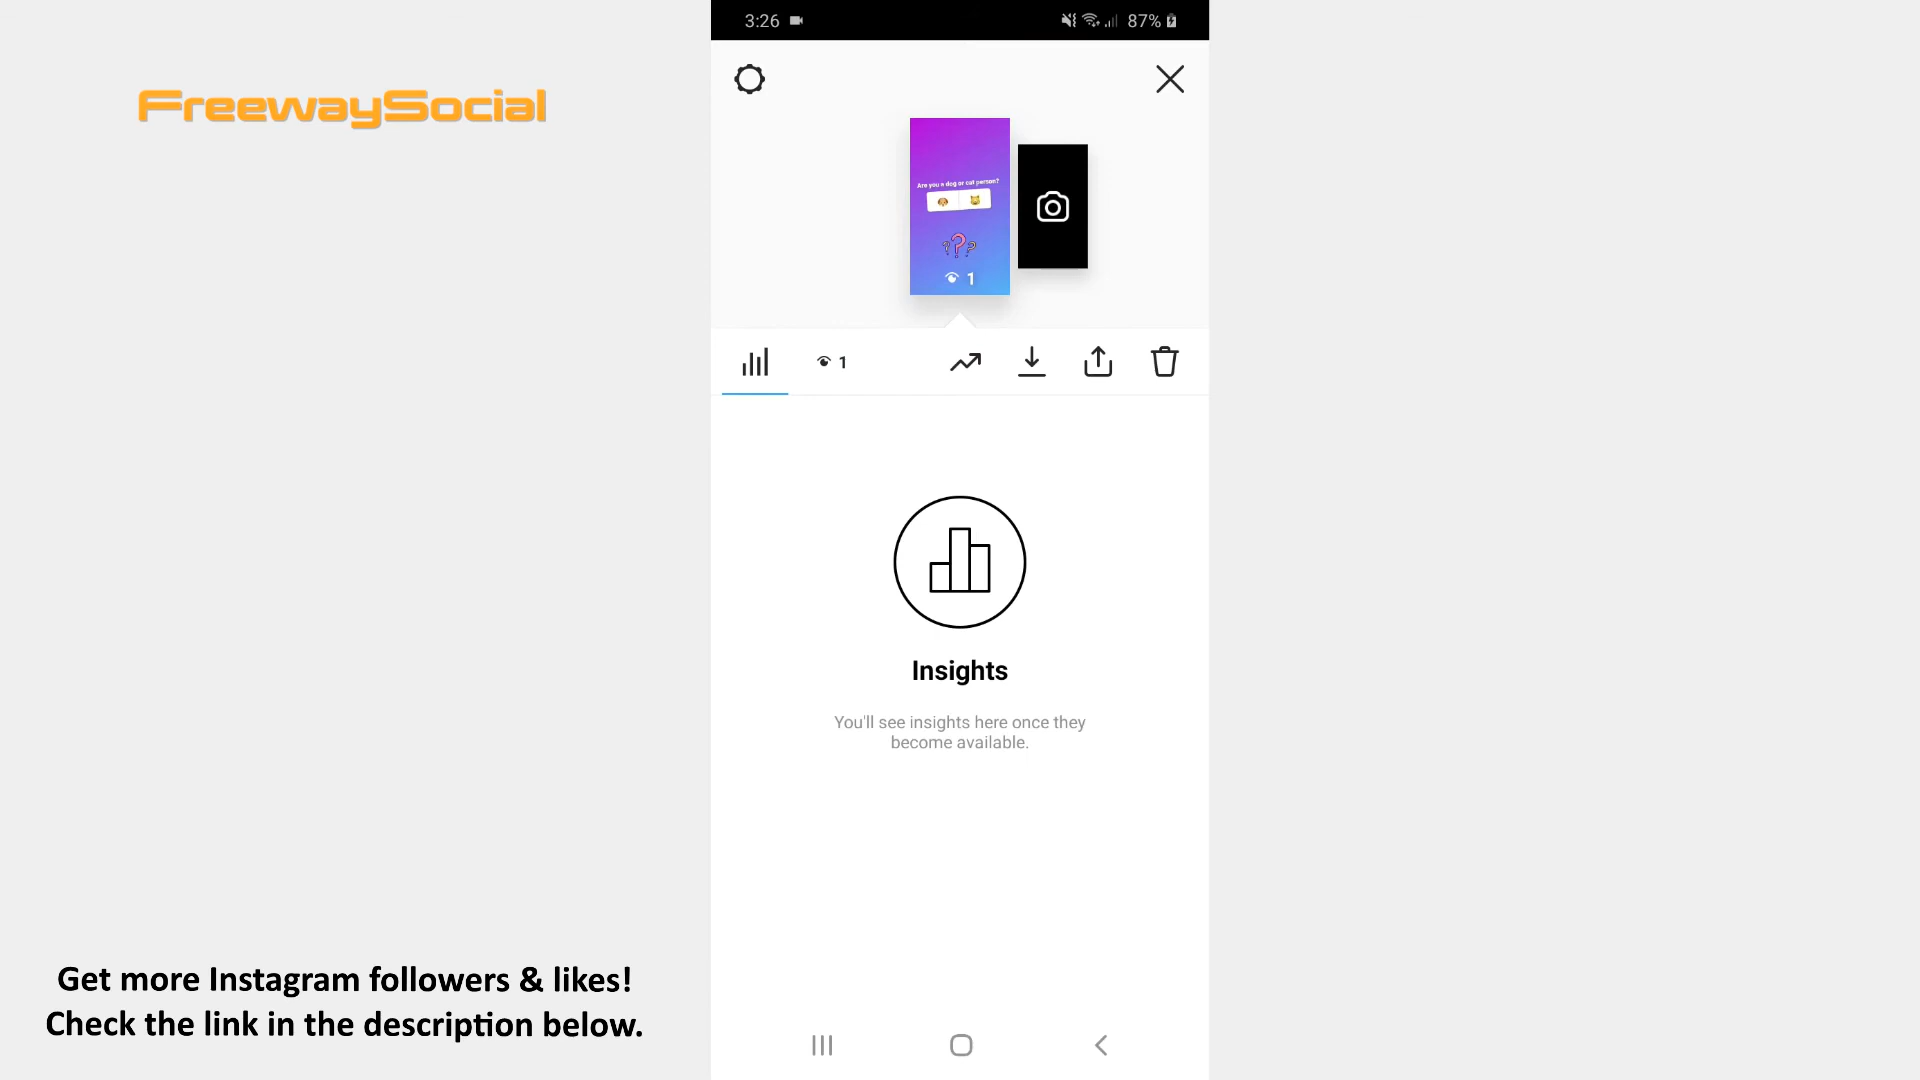 3:26
87%
FreewaySocial
Are you a dog or cat person?
???
1
1
Insights
You'll see insights here once they
become available.
Get more Instagram followers & likes!
Check the link in the description below.